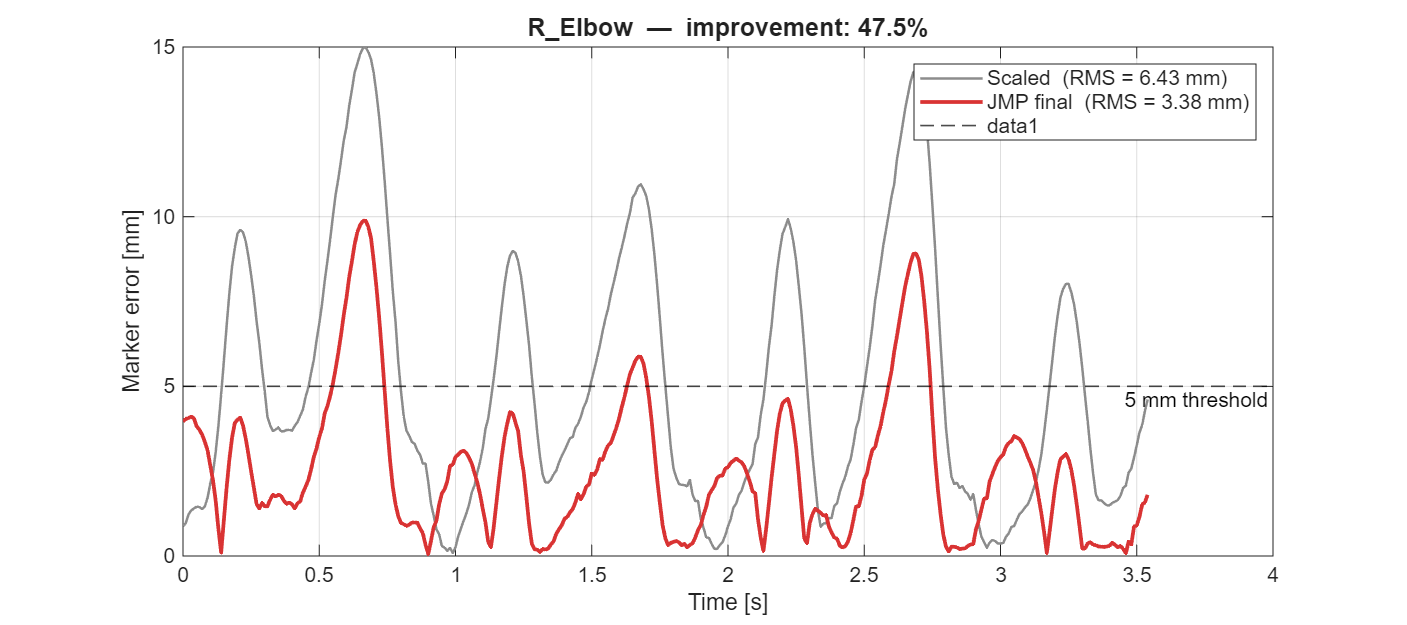 R_Elbow — improvement: 47.5%
Scaled (RMS = 6.43 mm)
JMP final (RMS = 3.38 mm)
data1
5 mm threshold
Marker error [mm]
15
10
5
0
0 0.5 1 1.5 2 2.5 3 3.5 4
Time [s]